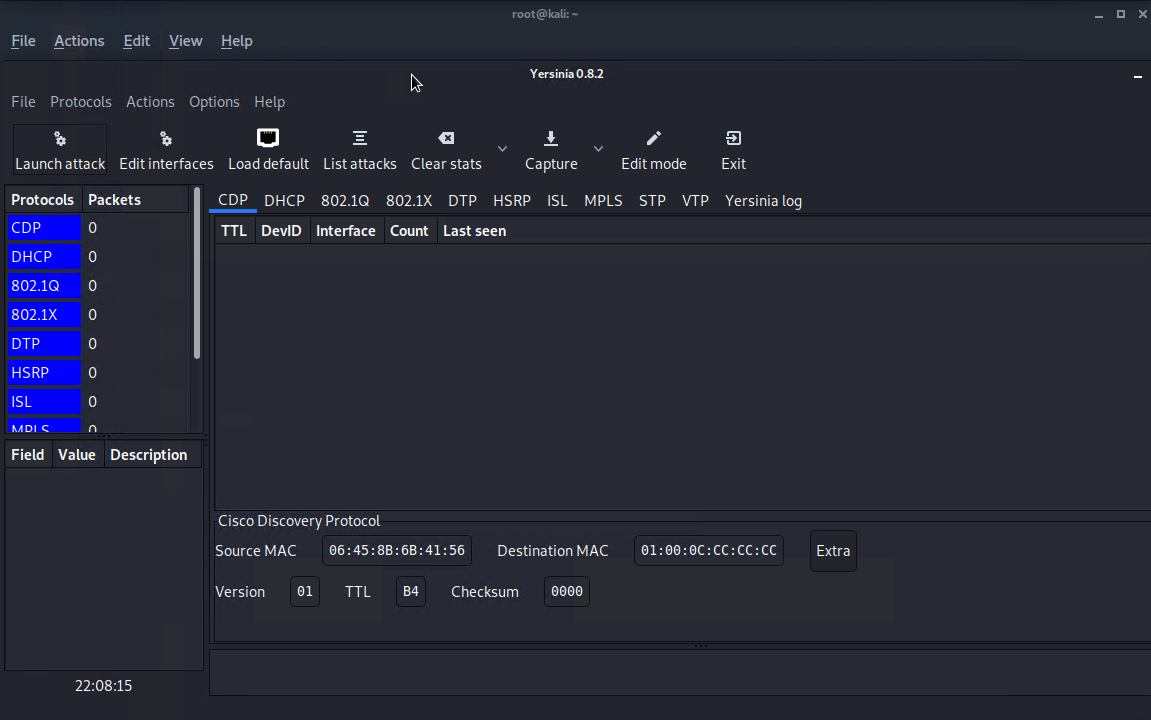 root@kali: ~
File Actions Edit View Help
Yersinia 0.8.2
File Protocols Actions Options Help
Launch attack Edit interfaces Load default List attacks Clear stats Capture Edit mode Exit
Protocols Packets
CDP 0
DHCP 0
802.1Q 0
802.1X 0
DTP 0
HSRP 0
ISL 0
MPLS 0
Field Value Description
22:08:15
CDP DHCP 802.1Q 802.1X DTP HSRP ISL MPLS STP VTP Yersinia log
TTL DevID Interface Count Last seen
Cisco Discovery Protocol
Source MAC 06:45:8B:6B:41:56 Destination MAC 01:00:0C:CC:CC:CC Extra
Version 01 TTL B4 Checksum 0000